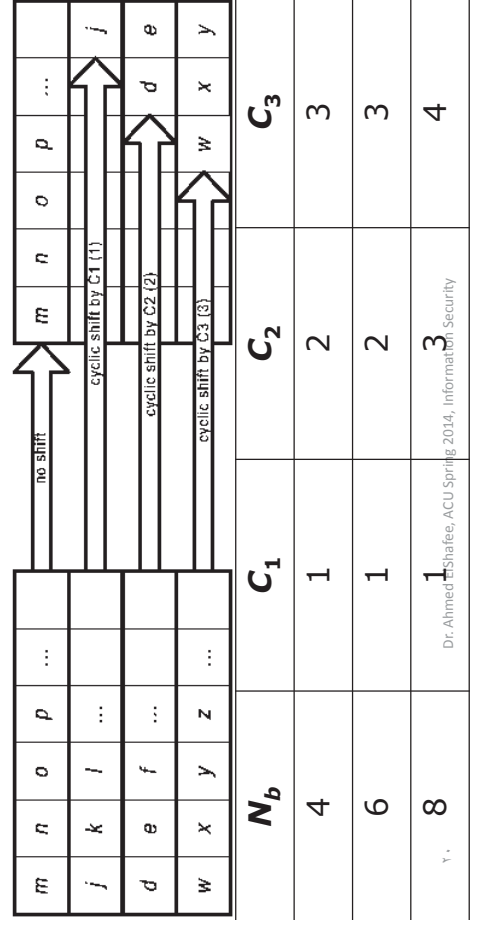 m n o p ... no shift m n o p ...
j k l ... cyclic shift by C1 (1) j
d e f ... cyclic shift by C2 (2) d e
w x y z ... cyclic shift by C3 (3) w x y
N_b C_1 C_2 C_3
4 1 2 3
6 1 2 3
8 1 3 4
Dr. Ahmed ElShafee, ACU Spring 2014, Information Security
٢٠